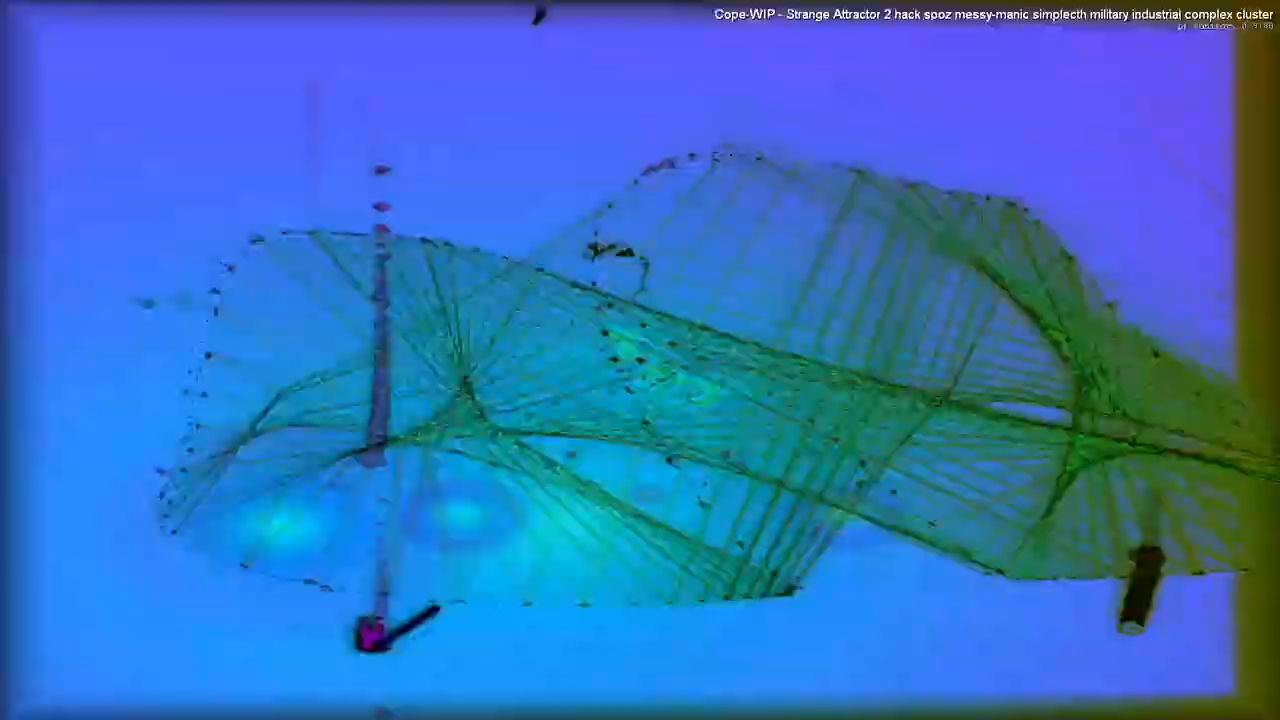 Cope-WIP - Strange Attractor 2 hack spoz messy-manic simplecth military industrial complex cluster